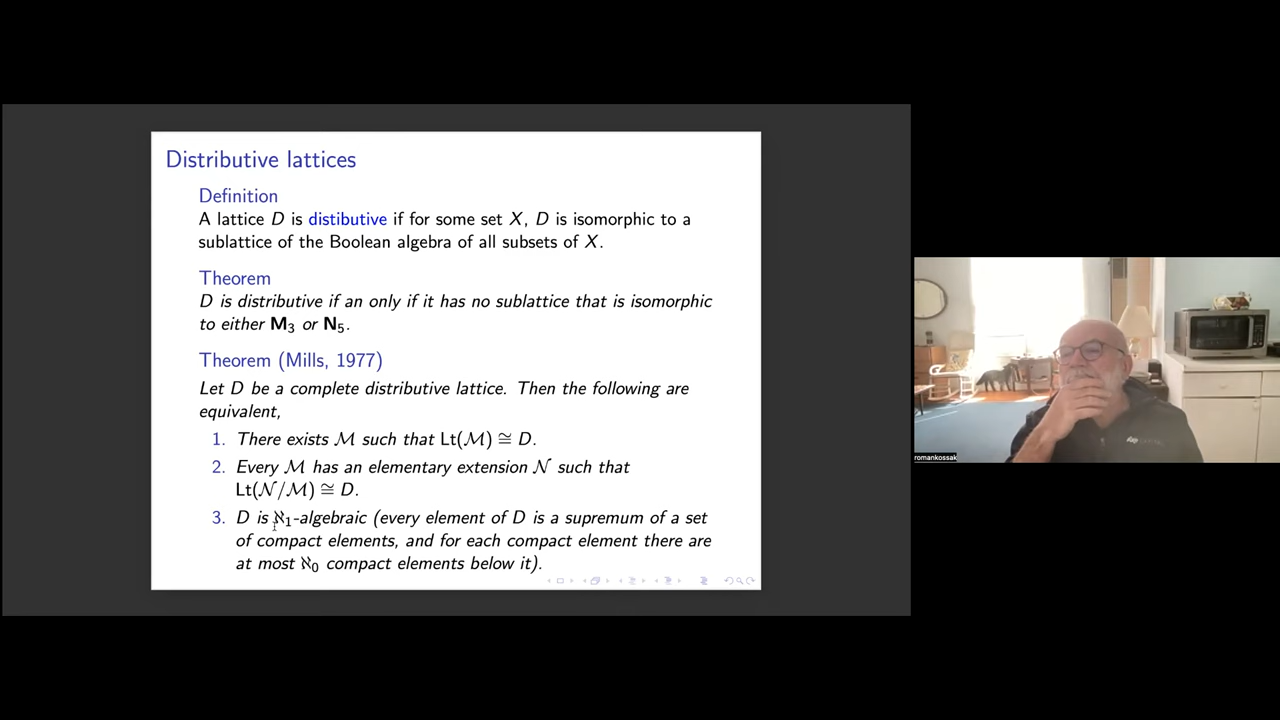 Distributive lattices
Definition
A lattice D is distibutive if for some set X, D is isomorphic to a
sublattice of the Boolean algebra of all subsets of X.
Theorem
D is distributive if an only if it has no sublattice that is isomorphic
to either M₃ or N₅.
Theorem (Mills, 1977)
Let D be a complete distributive lattice. Then the following are
equivalent,
1. There exists ℳ such that Lt(ℳ) ≅ D.
2. Every ℳ has an elementary extension 𝒩 such that
Lt(𝒩/ℳ) ≅ D.
3. D is ℵ₁-algebraic (every element of D is a supremum of a set
of compact elements, and for each compact element there are
at most ℵ₀ compact elements below it).
romankossak